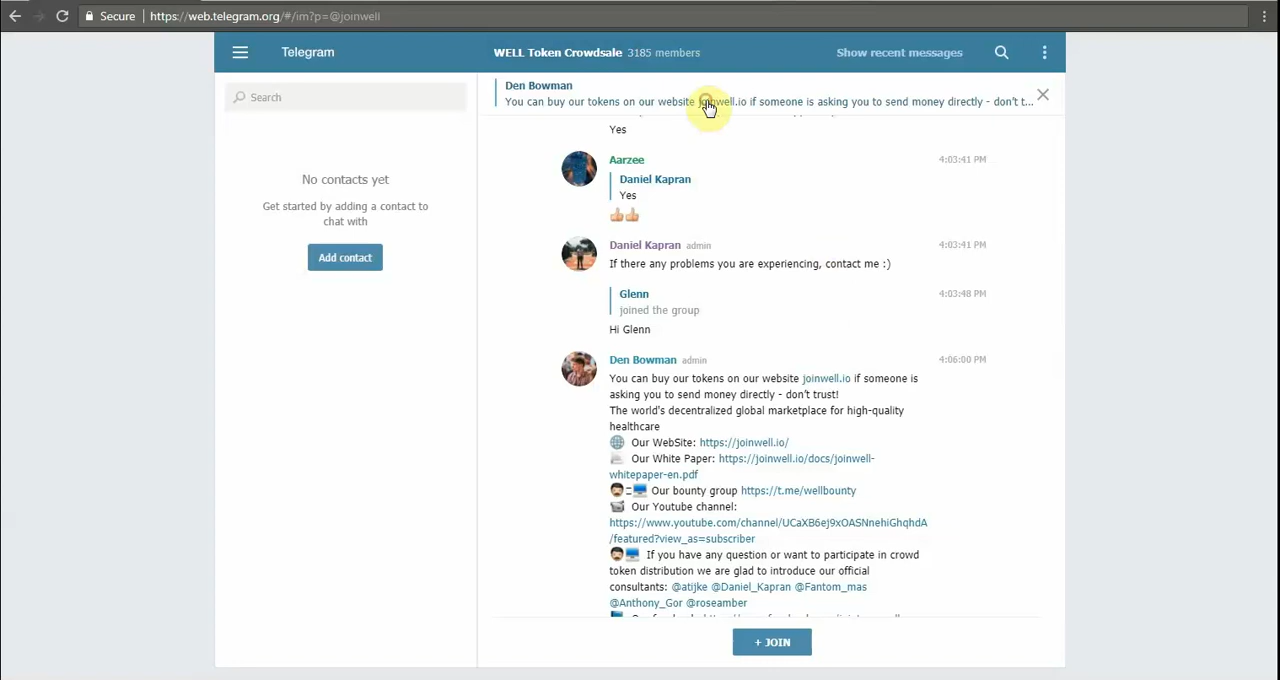 Secure https://web.telegram.org/#/im?p=@joinwell
Telegram
WELL Token Crowdsale 3185 members
Show recent messages
Search
Den Bowman
You can buy our tokens on our website joinwell.io if someone is asking you to send money directly - don't t...
No contacts yet
Get started by adding a contact to
chat with
Add contact
Yes
Aarzee 4:03:41 PM
Daniel Kapran
Yes
Daniel Kapran admin 4:03:41 PM
If there any problems you are experiencing, contact me :)
Glenn 4:03:48 PM
joined the group
Hi Glenn
Den Bowman admin 4:06:00 PM
You can buy our tokens on our website joinwell.io if someone is
asking you to send money directly - don't trust!
The world's decentralized global marketplace for high-quality
healthcare
Our WebSite: https://joinwell.io/
Our White Paper: https://joinwell.io/docs/joinwell-
whitepaper-en.pdf
Our bounty group https://t.me/wellbounty
Our Youtube channel:
https://www.youtube.com/channel/UCaXB6ej9xOASNnehiGhqhdA
/featured?view_as=subscriber
If you have any question or want to participate in crowd
token distribution we are glad to introduce our official
consultants: @atijke @Daniel_Kapran @Fantom_mas
@Anthony_Gor @roseamber
+ JOIN